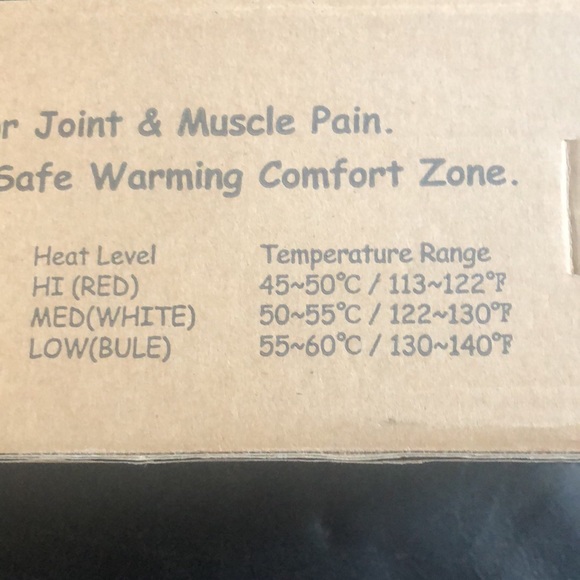 r Joint & Muscle Pain.
Safe Warming Comfort Zone.
Heat Level Temperature Range
HI (RED) 45~50°C / 113~122°F
MED(WHITE) 50~55°C / 122~130°F
LOW(BULE) 55~60°C / 130~140°F